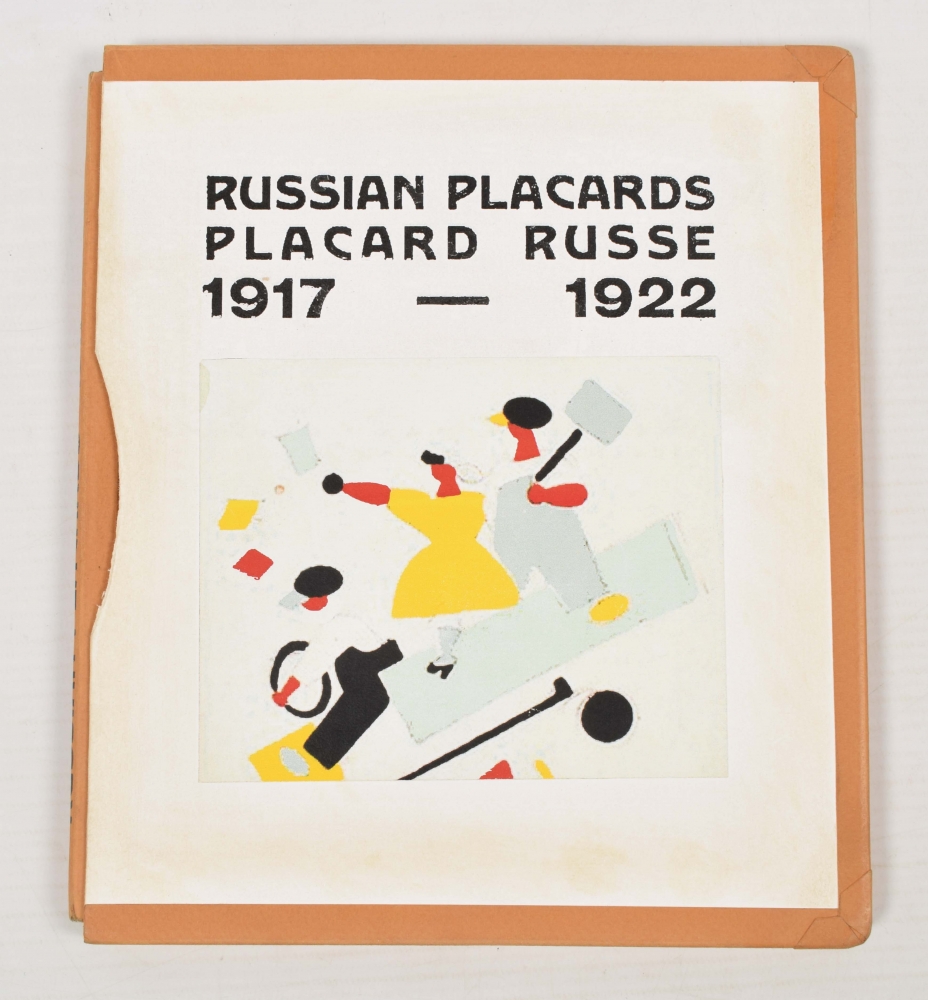 RUSSIAN PLACARDS
PLACARD RUSSE
1917 — 1922